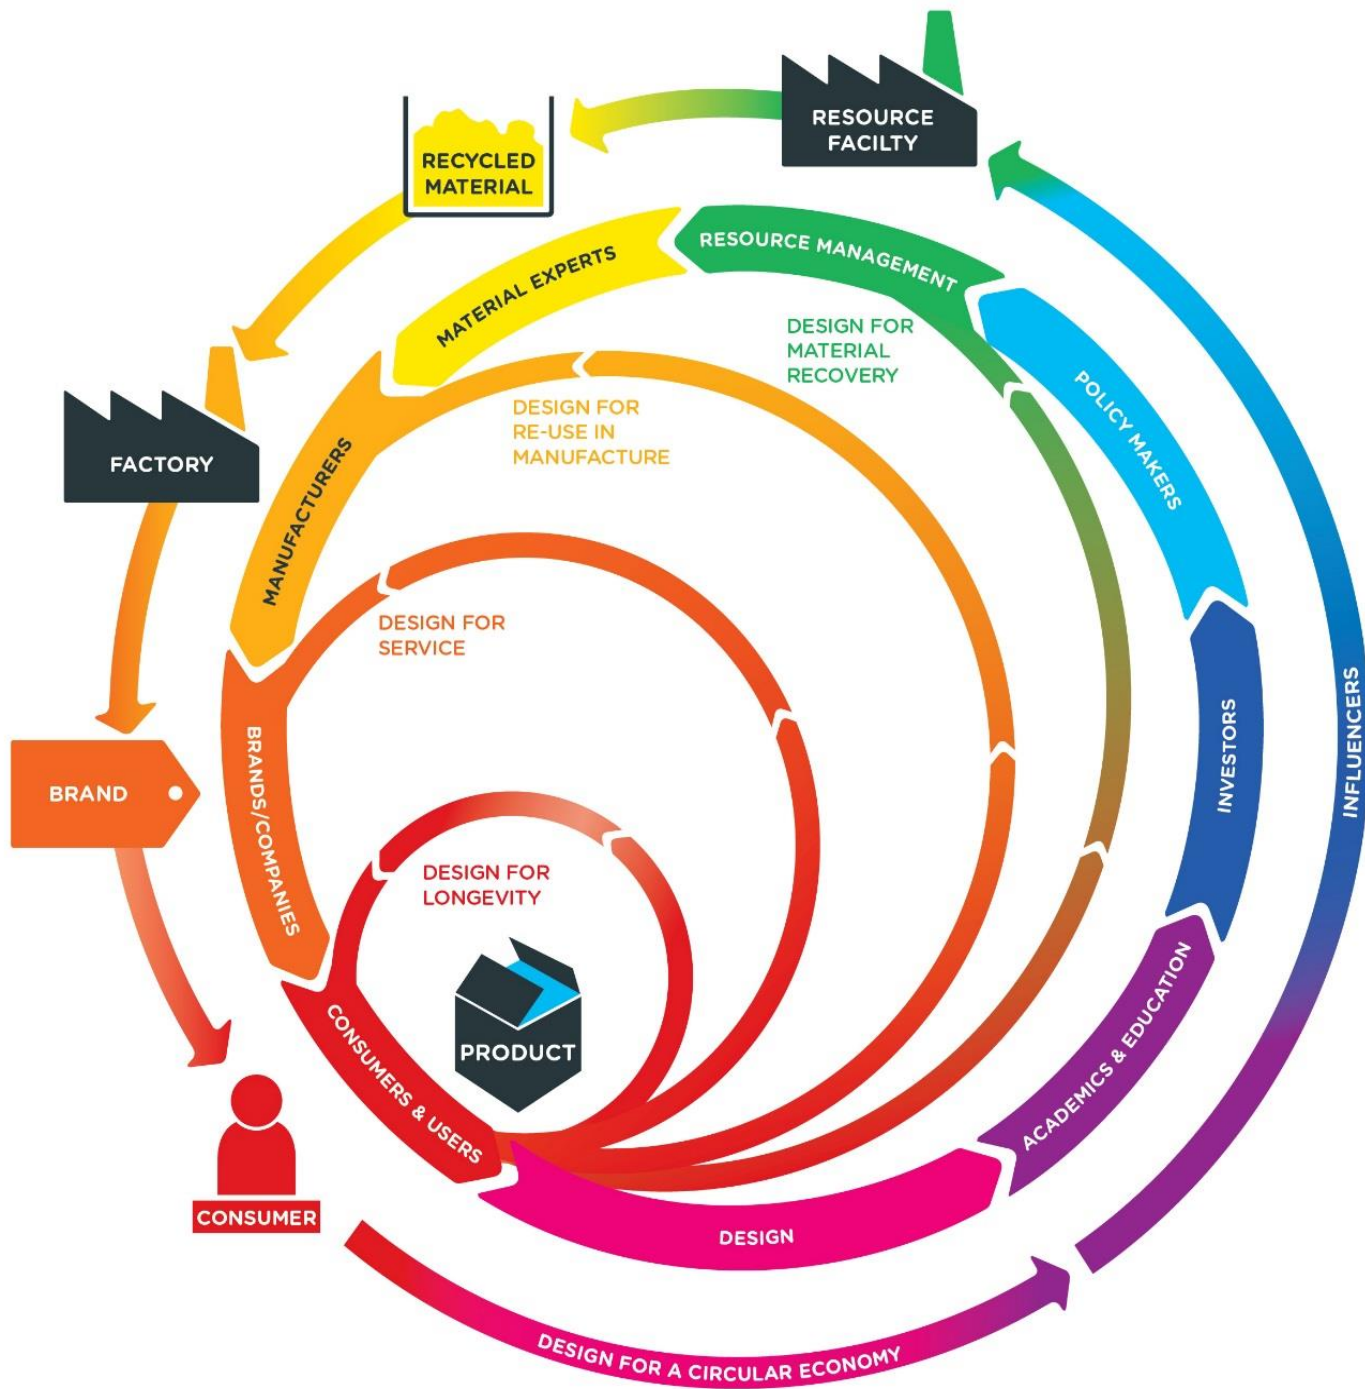 RESOURCE
FACILTY
RECYCLED
MATERIAL
RESOURCE MANAGEMENT
MATERIAL EXPERTS
DESIGN FOR
MATERIAL
RECOVERY
POLICY MAKERS
DESIGN FOR
RE-USE IN
MANUFACTURE
FACTORY
MANUFACTURERS
DESIGN FOR
SERVICE
INVESTORS
INFLUENCERS
BRAND
BRANDS/COMPANIES
DESIGN FOR
LONGEVITY
PRODUCT
CONSUMERS & USERS
ACADEMICS & EDUCATION
CONSUMER
DESIGN
DESIGN FOR A CIRCULAR ECONOMY